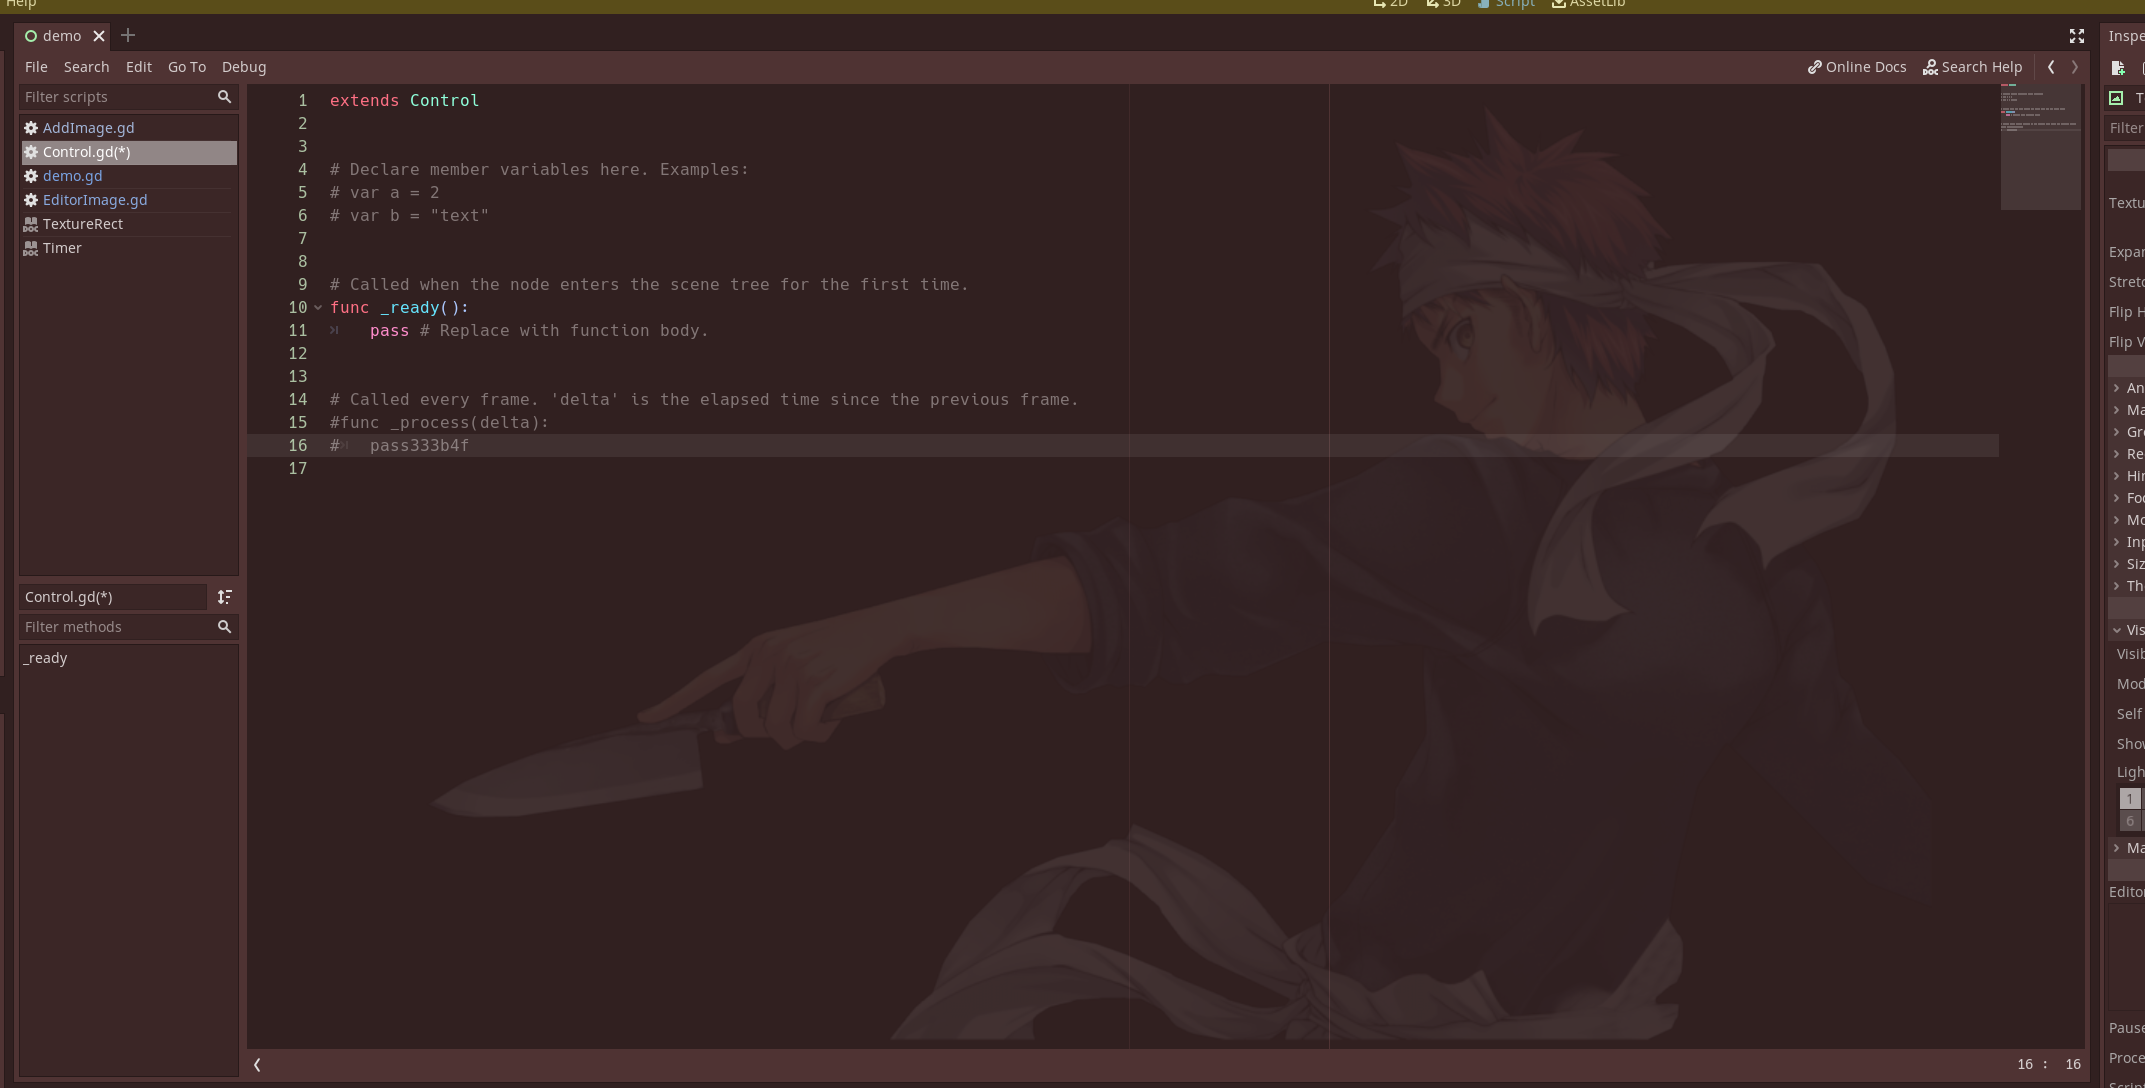 Help
2D 3D Script AssetLib
demo
File Search Edit Go To Debug
Online Docs Search Help
Filter scripts
AddImage.gd
Control.gd(*)
demo.gd
EditorImage.gd
TextureRect
Timer
Control.gd(*)
Filter methods
_ready
1 extends Control
2
3
4 # Declare member variables here. Examples:
5 # var a = 2
6 # var b = "text"
7
8
9 # Called when the node enters the scene tree for the first time.
10 func _ready():
11 pass # Replace with function body.
12
13
14 # Called every frame. 'delta' is the elapsed time since the previous frame.
15 #func _process(delta):
16 # pass333b4f
17
16 : 16
Inspe
T
Filter
Textu
Expan
Stretc
Flip H
Flip V
An
Ma
Gro
Re
Hin
Foc
Mo
Inp
Siz
Th
Vis
Visib
Mod
Self
Show
Ligh
1
6
Ma
Editor
Pause
Proce
Script